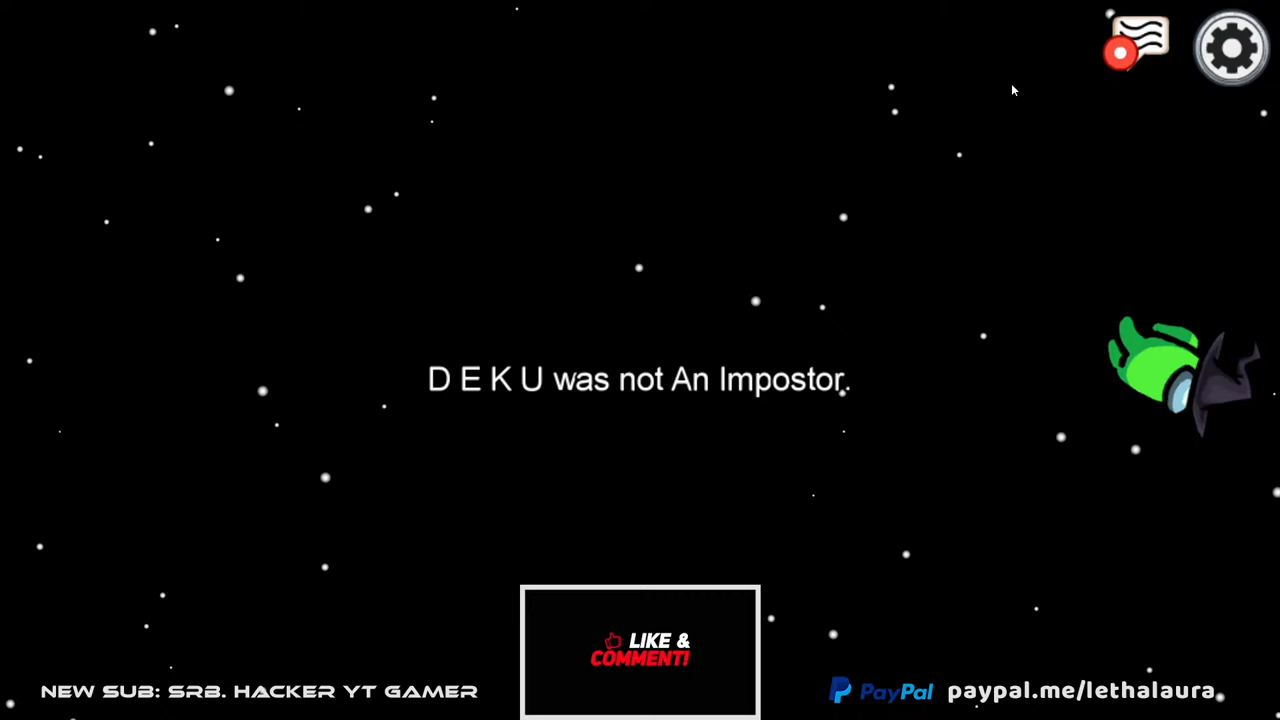 D E K U was not An Impostor.
LIKE &
COMMENT!
NEW SUB: SRB. HACKER YT GAMER
PayPal paypal.me/lethalaura